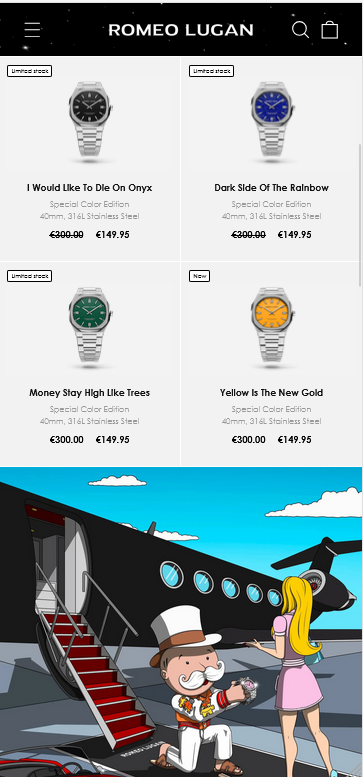 ROMEO LUGAN
Limited stock
Limited stock
I Would Like To Die On Onyx
Special Color Edition
40mm, 316L Stainless Steel
€300.00 €149.95
Dark Side Of The Rainbow
Special Color Edition
40mm, 316L Stainless Steel
€300.00 €149.95
Limited stock
New
Money Stay High Like Trees
Special Color Edition
40mm, 316L Stainless Steel
€300.00 €149.95
Yellow Is The New Gold
Special Color Edition
40mm, 316L Stainless Steel
€300.00 €149.95
ROMEO LUGAN